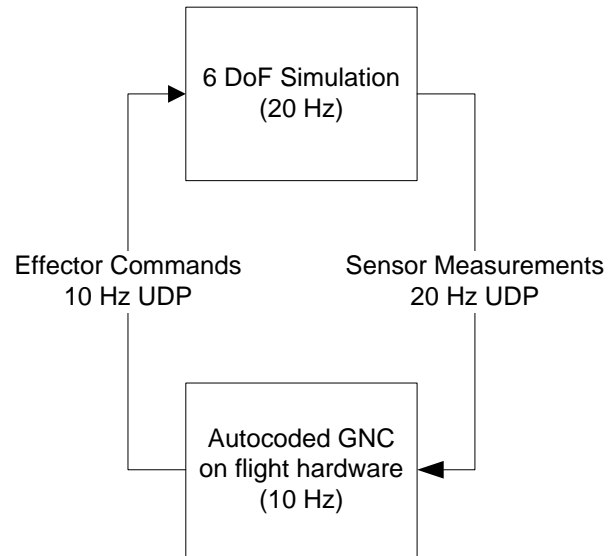 6 DoF Simulation
(20 Hz)
Effector Commands
10 Hz UDP
Sensor Measurements
20 Hz UDP
Autocoded GNC
on flight hardware
(10 Hz)